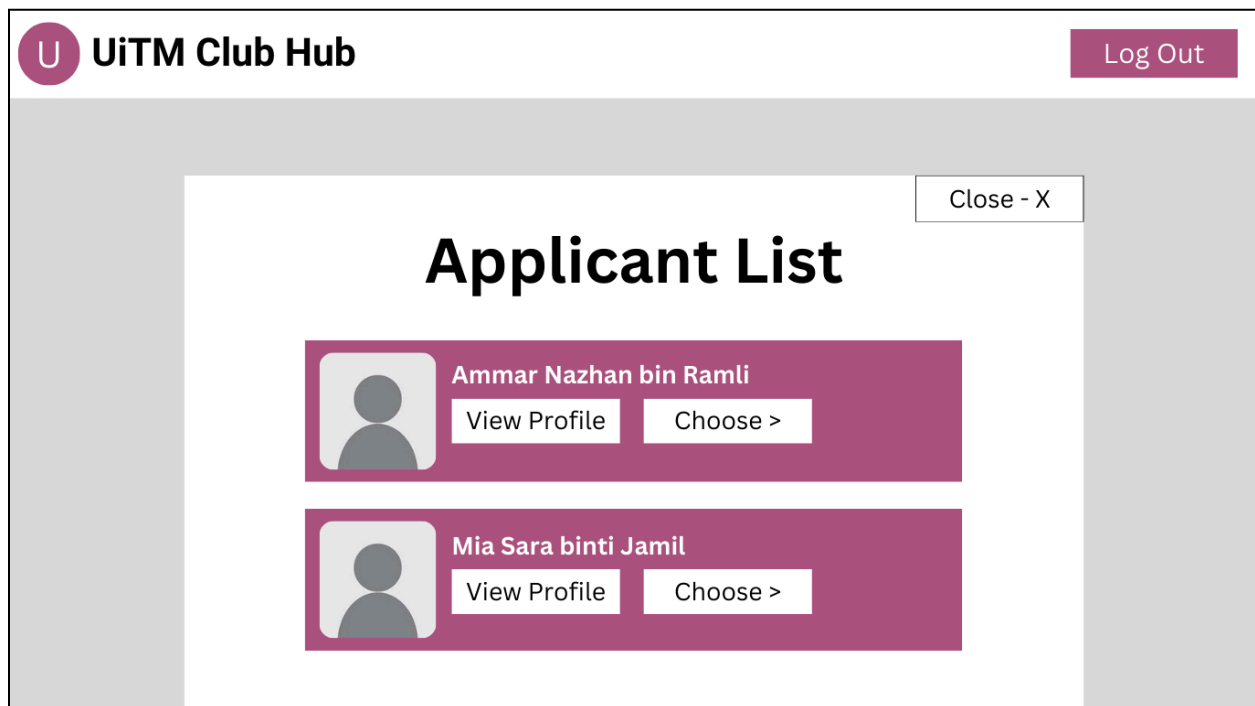 U UiTM Club Hub Log Out
Close - X
Applicant List
Ammar Nazhan bin Ramli
View Profile Choose >
Mia Sara binti Jamil
View Profile Choose >